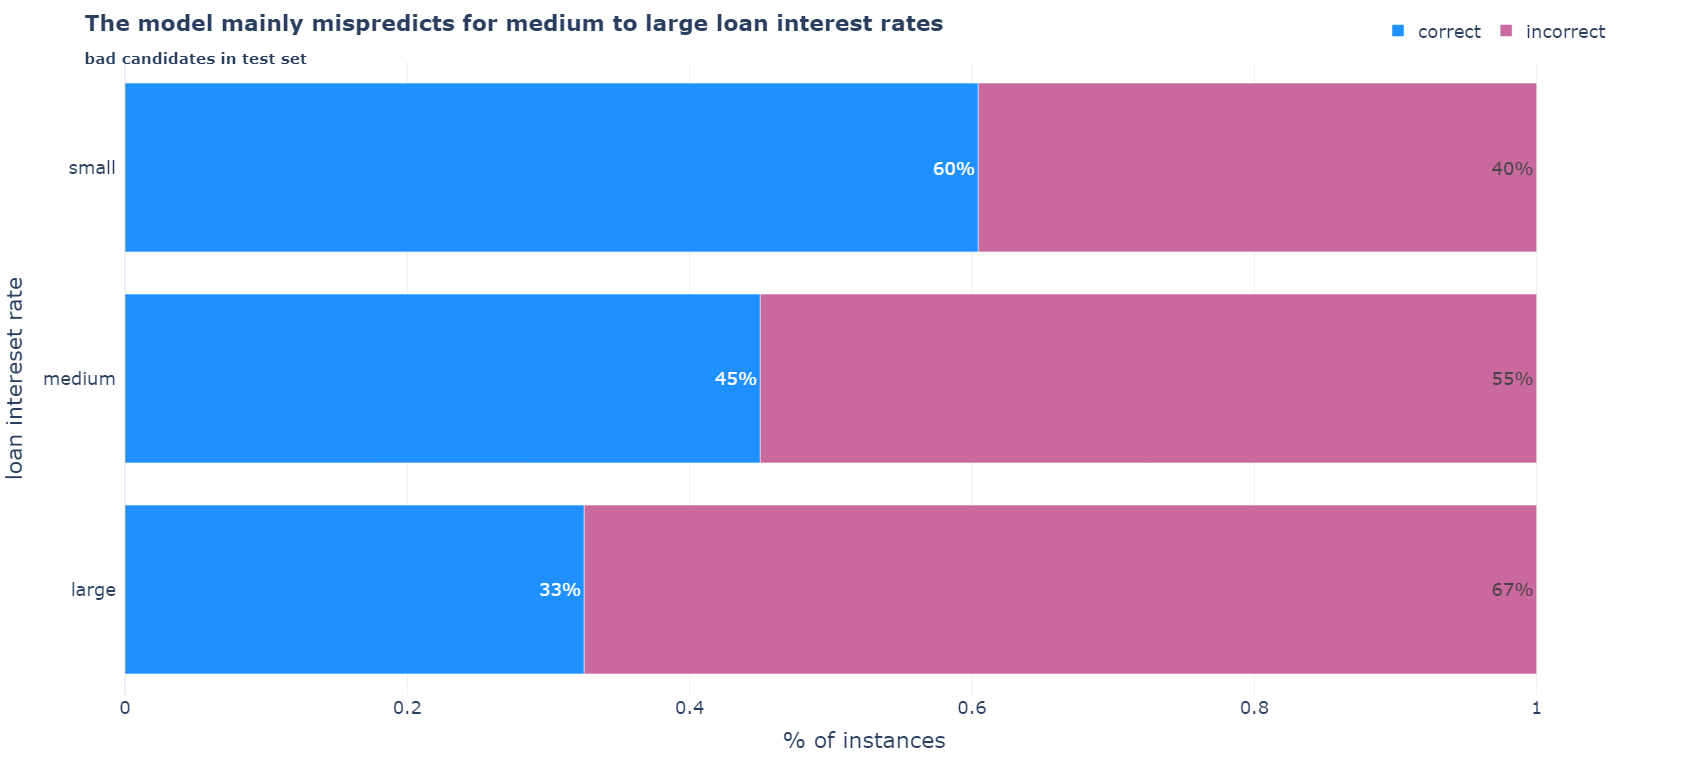 The model mainly mispredicts for medium to large loan interest rates
bad candidates in test set
correct incorrect
loan intereset rate
small 60% 40%
medium 45% 55%
large 33% 67%
0 0.2 0.4 0.6 0.8 1
% of instances